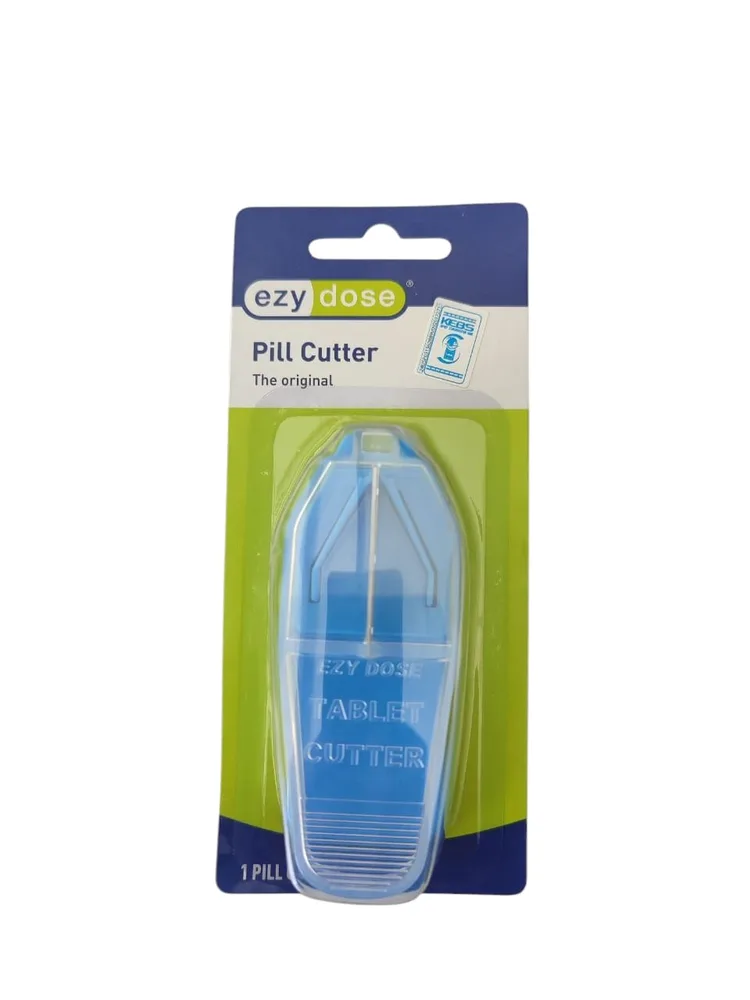 ezy dose®
Pill Cutter
The original
KEBS
EZY DOSE
TABLET
CUTTER
1 PILL